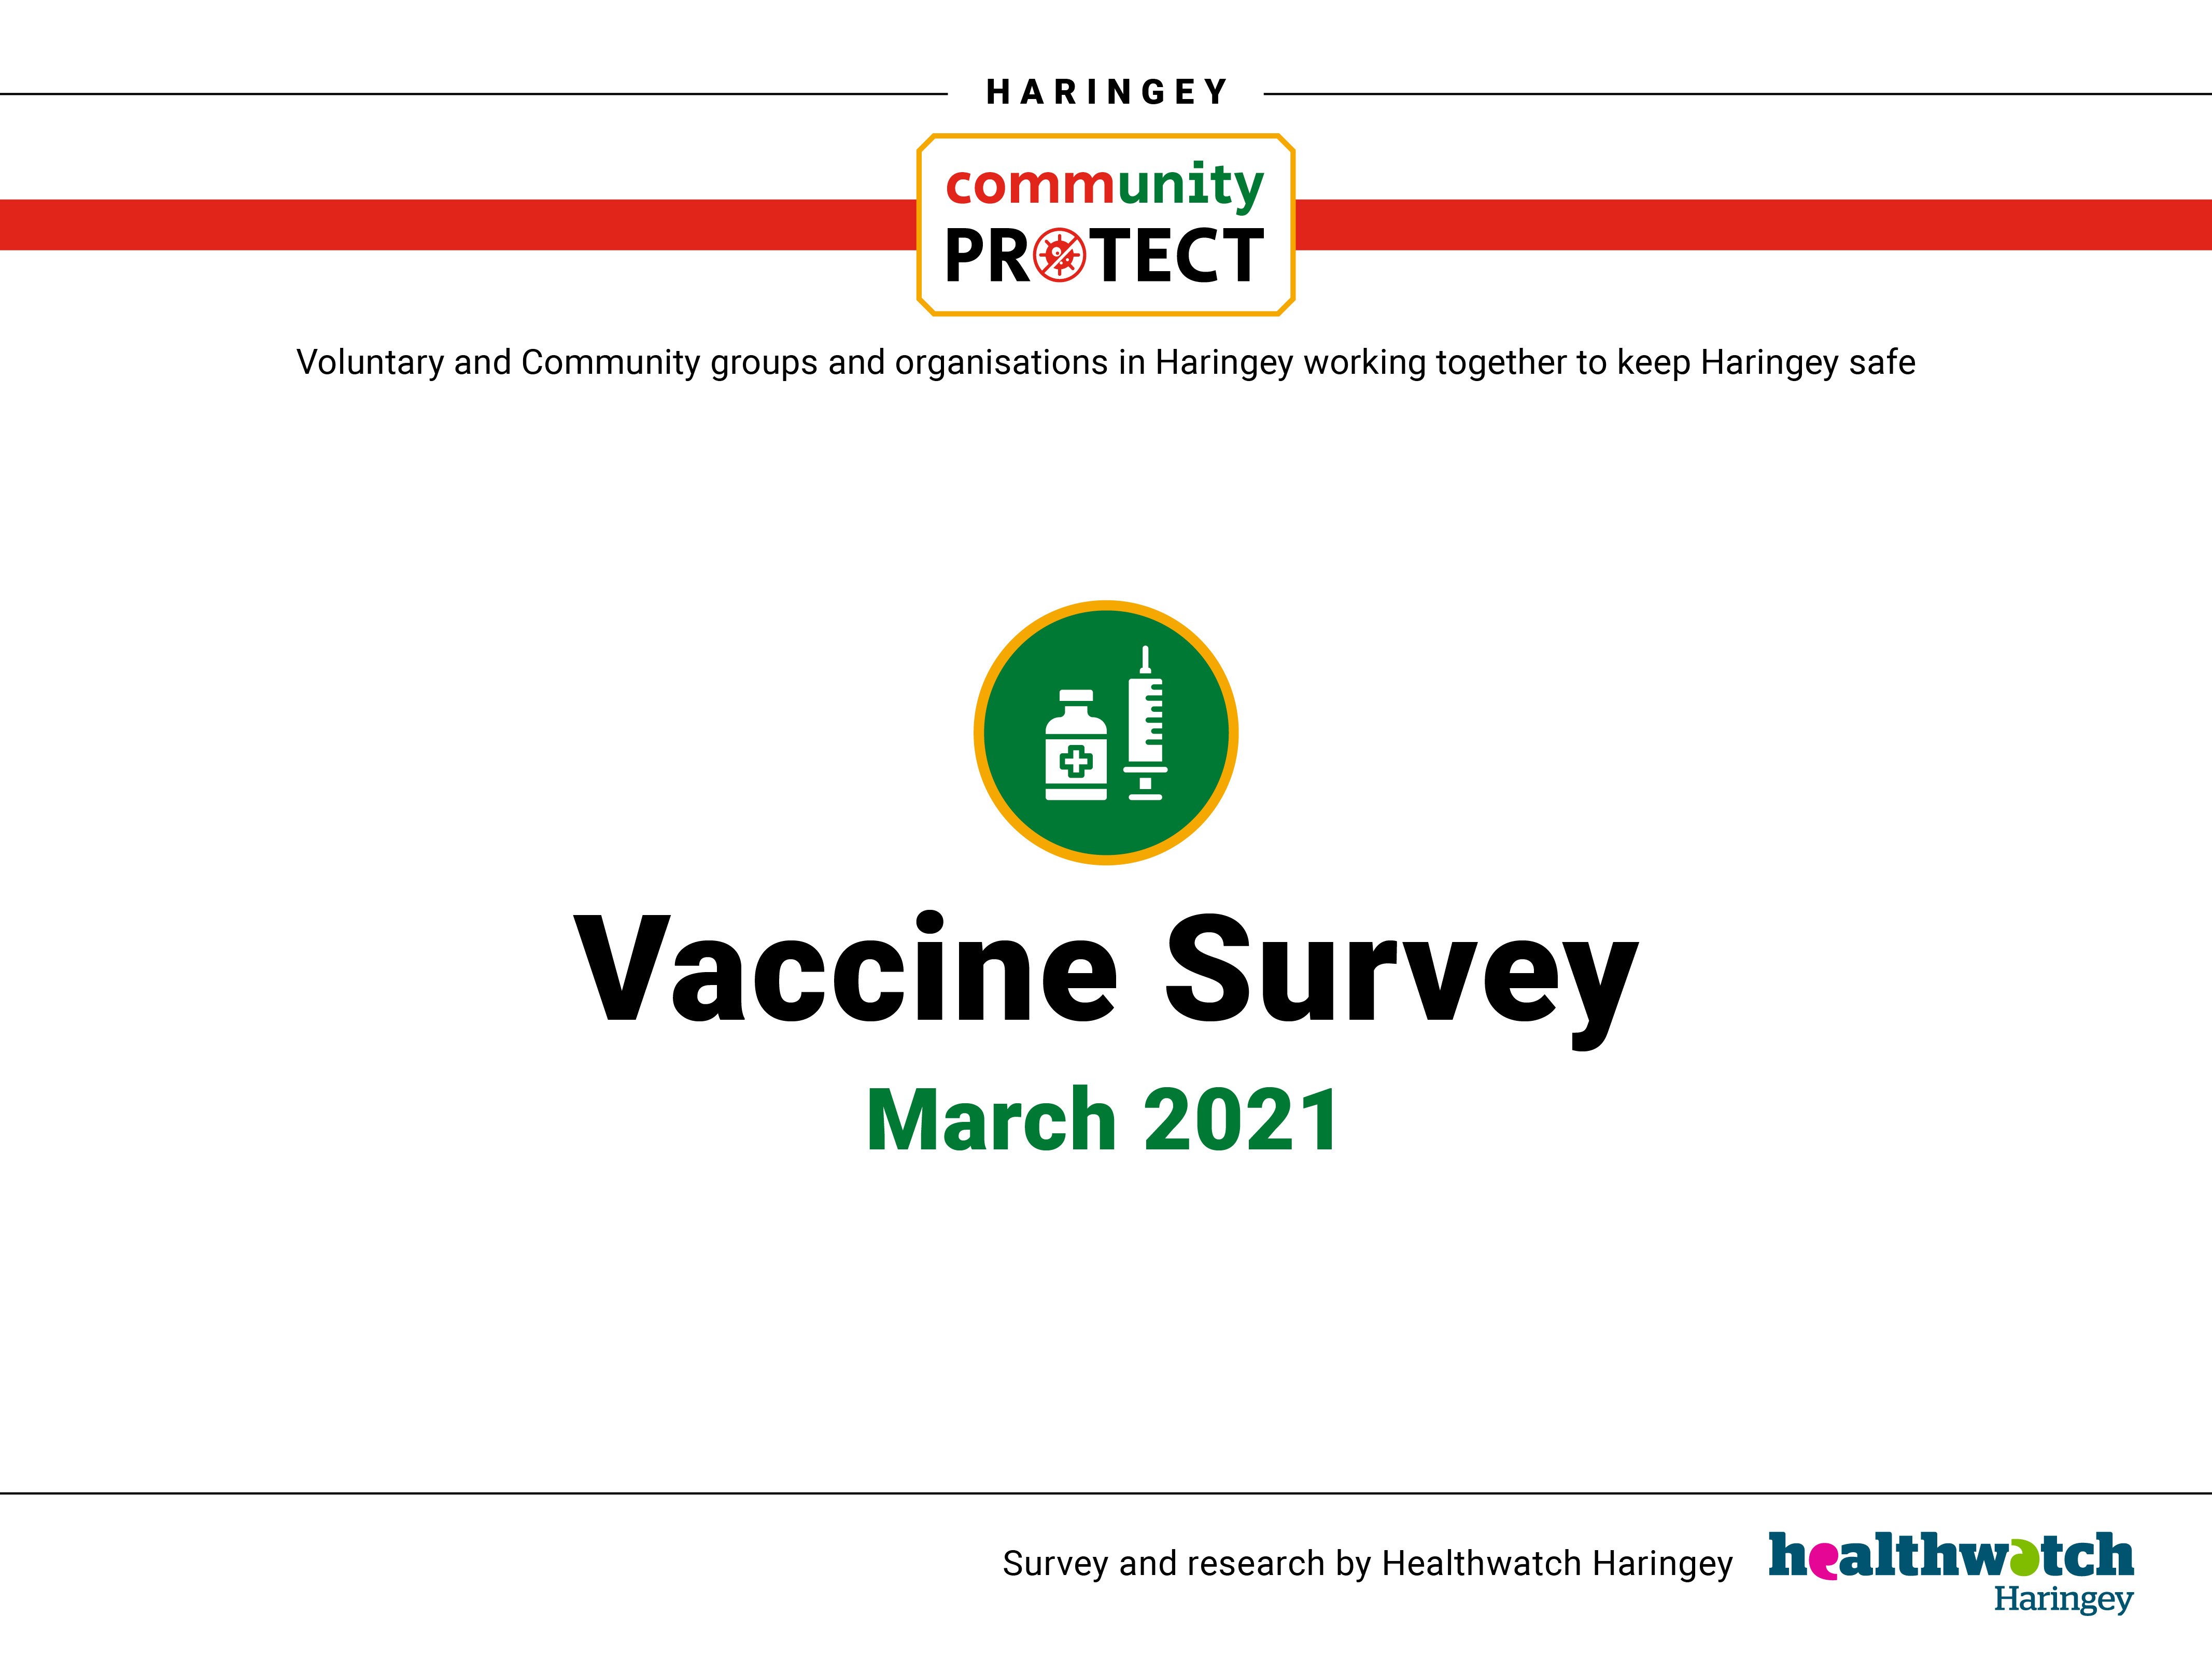 HARINGEY
community
PROTECT
Voluntary and Community groups and organisations in Haringey working together to keep Haringey safe
Vaccine Survey
March 2021
Survey and research by Healthwatch Haringey
healthwatch
Haringey